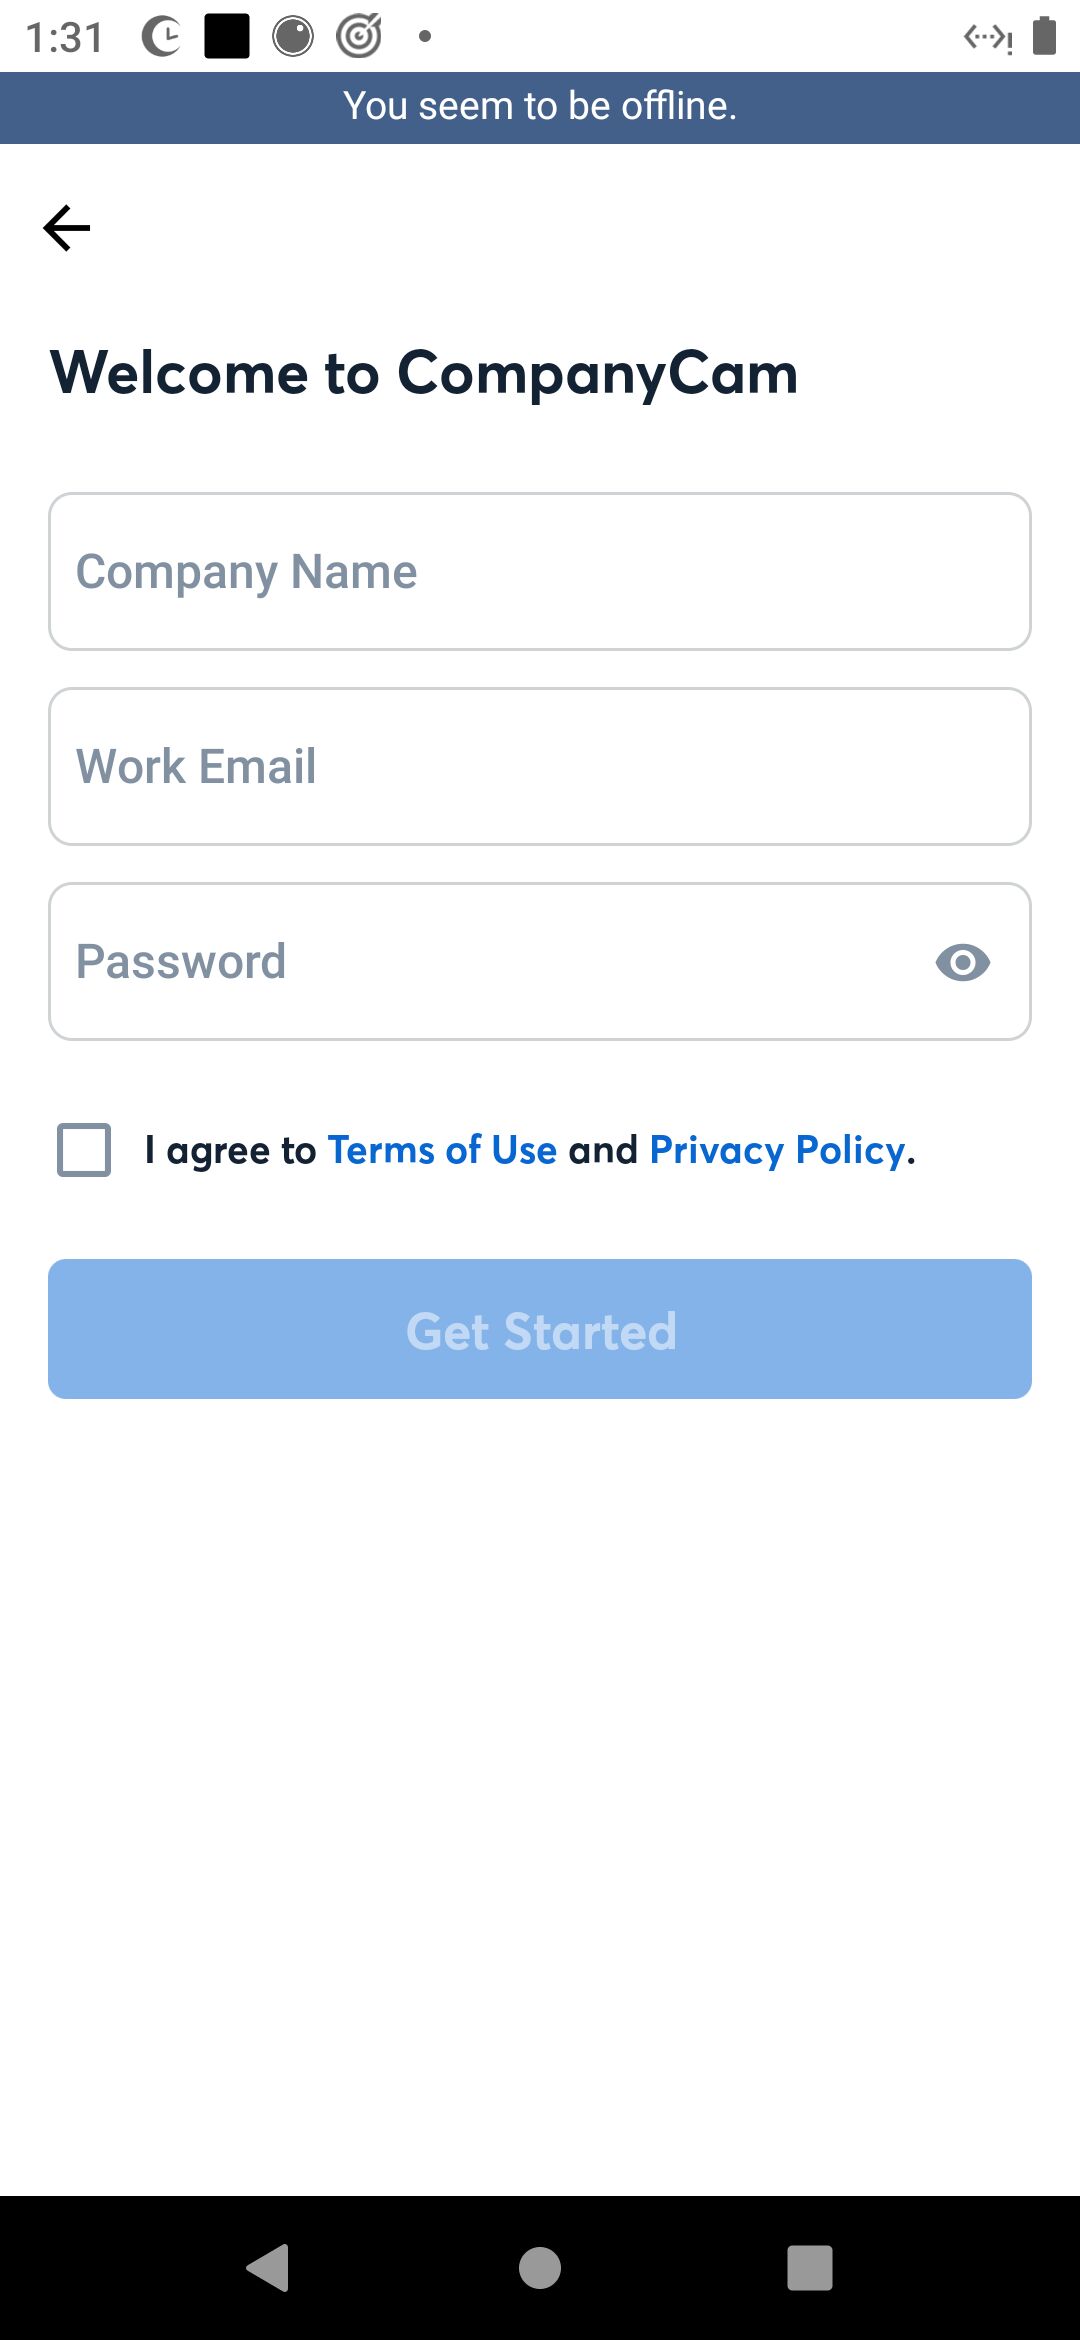 1:31
You seem to be offline.
Welcome to CompanyCam
Company Name
Work Email
Password
I agree to Terms of Use and Privacy Policy.
Get Started